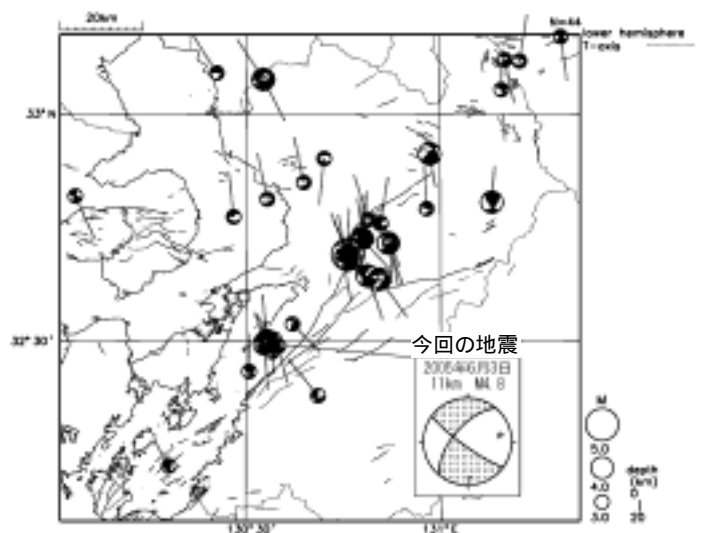 20km
N=44
lower hemisphere
T-axis
33°N
32°30'
今回の地震
2005年6月3日
11km M4.8
P
M
5.0
4.0
3.0
depth
(km)
0
20
130°30'
131°E